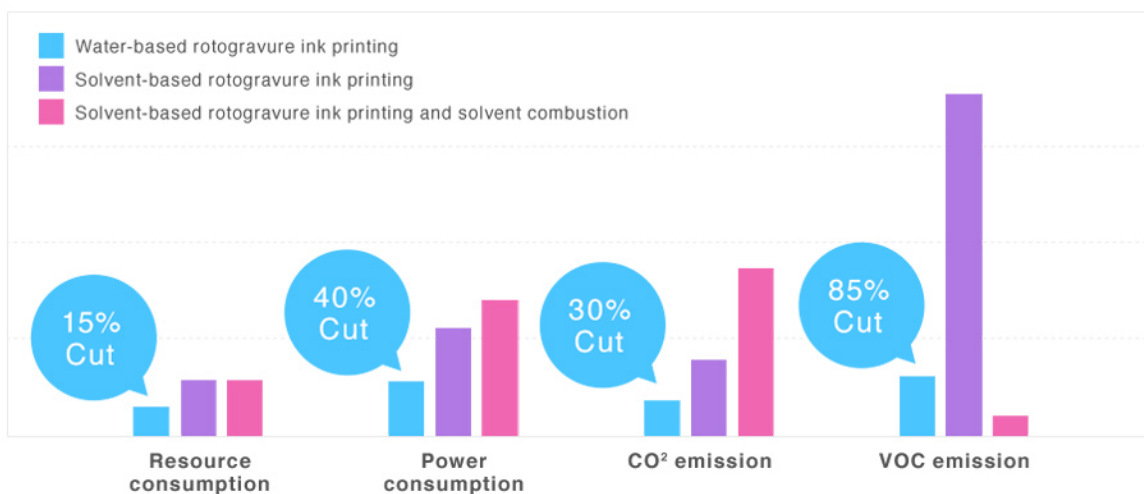 Water-based rotogravure ink printing
Solvent-based rotogravure ink printing
Solvent-based rotogravure ink printing and solvent combustion
15%
Cut
40%
Cut
30%
Cut
85%
Cut
Resource
consumption
Power
consumption
CO² emission
VOC emission